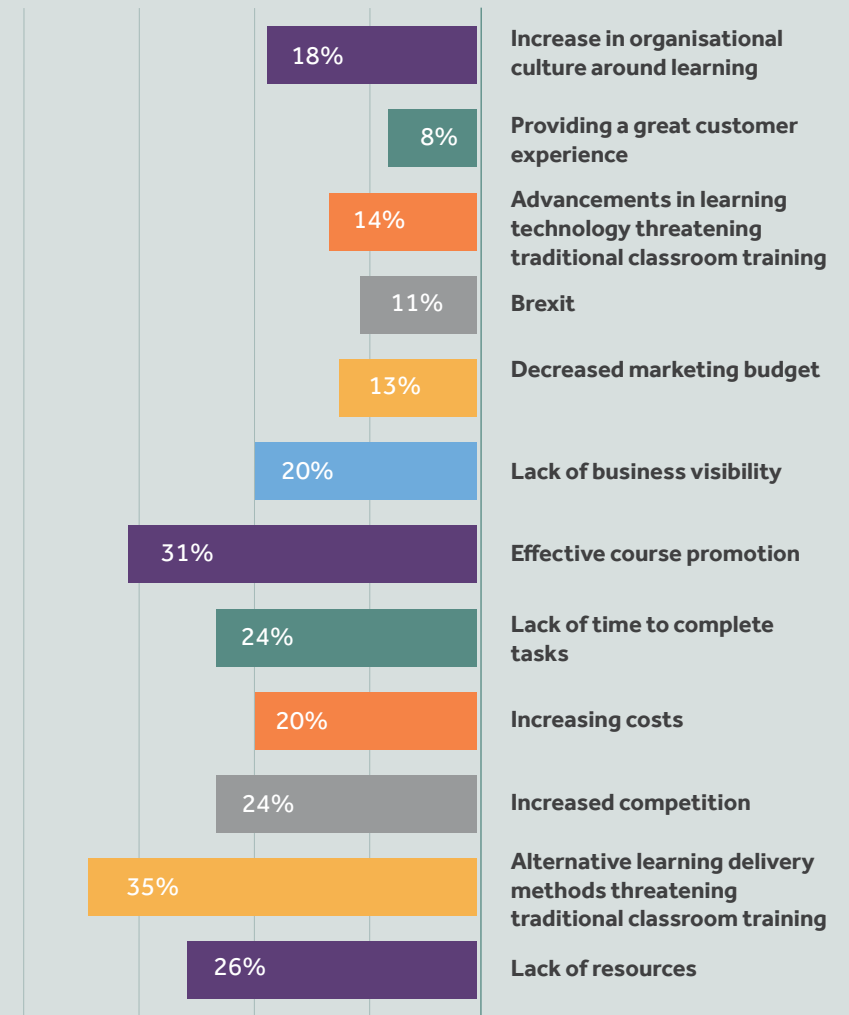 18%
Increase in organisational
culture around learning
8%
Providing a great customer
experience
14%
Advancements in learning
technology threatening
traditional classroom training
11%
Brexit
13%
Decreased marketing budget
20%
Lack of business visibility
31%
Effective course promotion
24%
Lack of time to complete
tasks
20%
Increasing costs
24%
Increased competition
35%
Alternative learning delivery
methods threatening
traditional classroom training
26%
Lack of resources